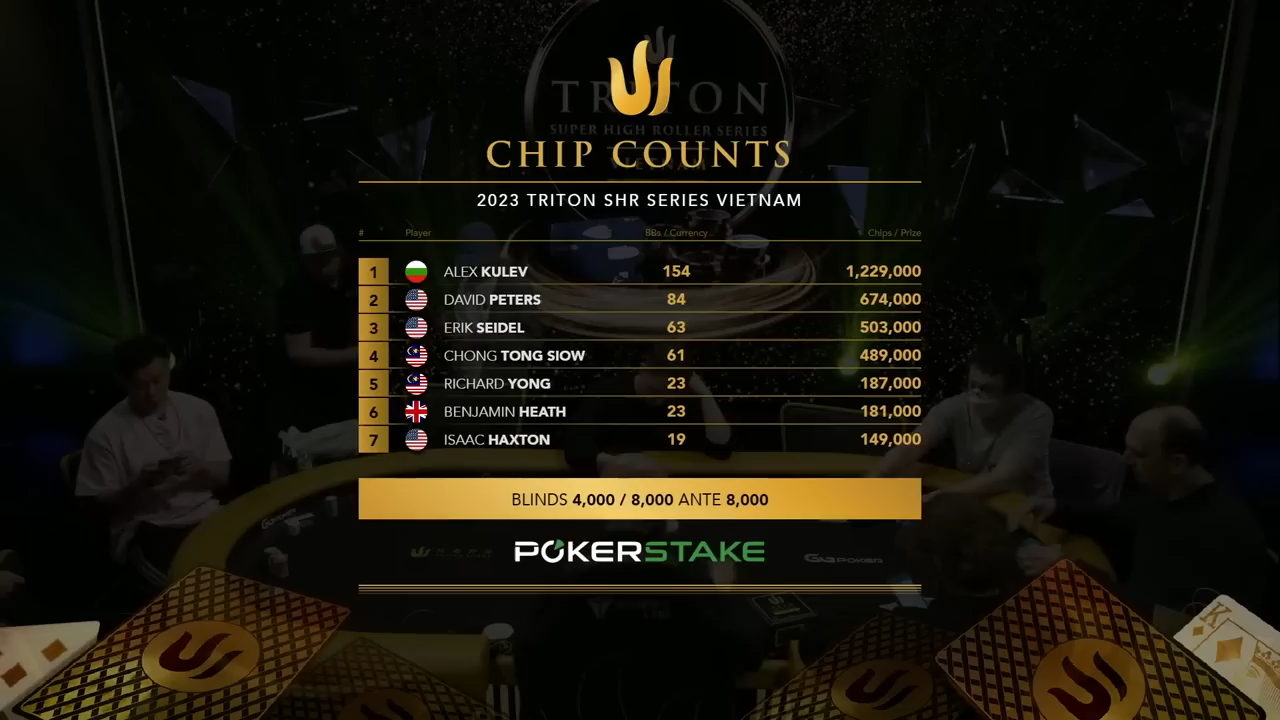 TRITON
SUPER HIGH ROLLER SERIES
VIETNAM
CHIP COUNTS
2023 TRITON SHR SERIES VIETNAM
# Player BBs / Currency Chips / Prize
1 ALEX KULEV 154 1,229,000
2 DAVID PETERS 84 674,000
3 ERIK SEIDEL 63 503,000
4 CHONG TONG SIOW 61 489,000
5 RICHARD YONG 23 187,000
6 BENJAMIN HEATH 23 181,000
7 ISAAC HAXTON 19 149,000
BLINDS 4,000 / 8,000 ANTE 8,000
POKERSTAKE
GGPOKER
K